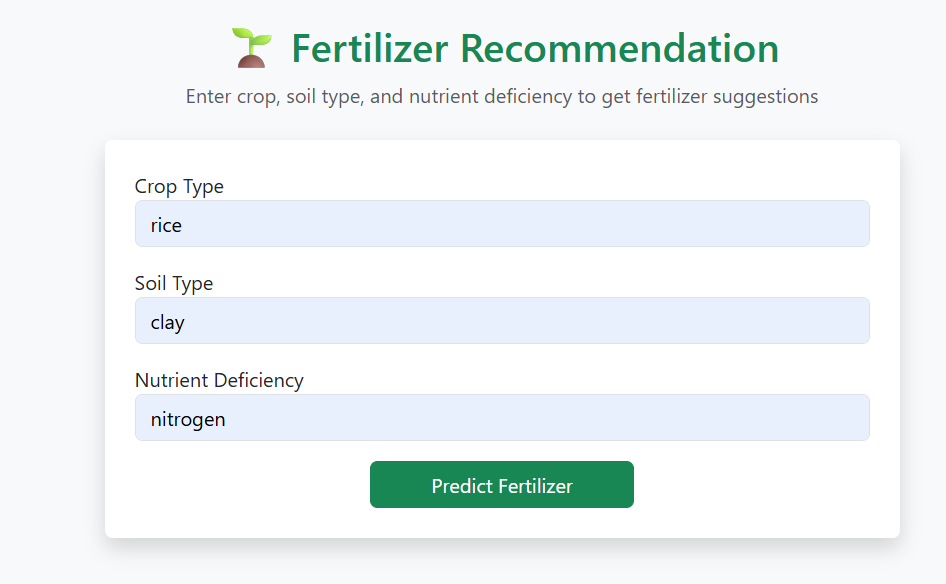 Fertilizer Recommendation
Enter crop, soil type, and nutrient deficiency to get fertilizer suggestions
Crop Type
rice
Soil Type
clay
Nutrient Deficiency
nitrogen
Predict Fertilizer